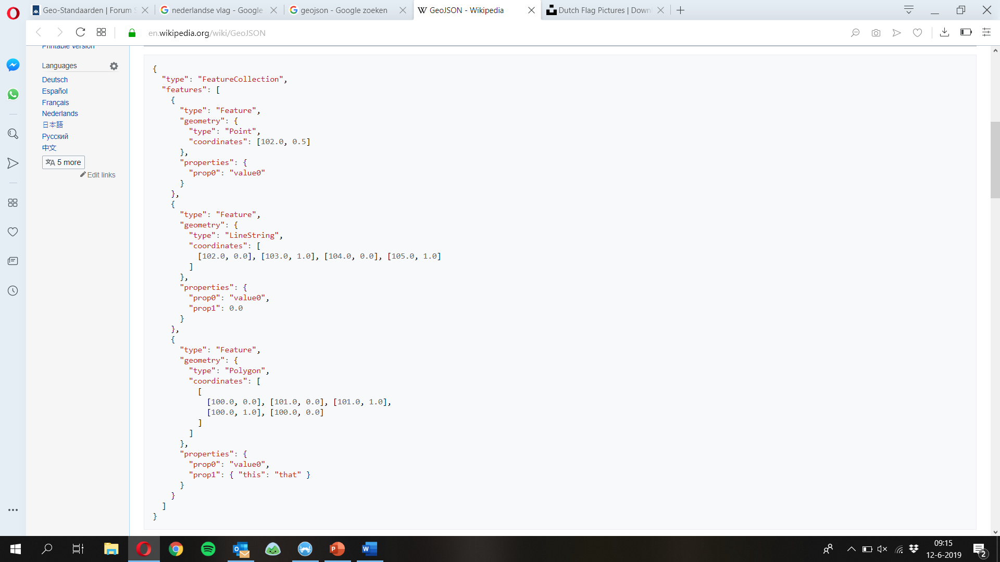 Geo-Standaarden | Forum S
nederlandse vlag - Google
geojson - Google zoeken
GeoJSON - Wikipedia
Dutch Flag Pictures | Down
en.wikipedia.org/wiki/GeoJSON
Printable version
Languages
Deutsch
Español
Français
Nederlands
日本語
Русский
中文
5 more
Edit links
{
  "type": "FeatureCollection",
  "features": [
    {
      "type": "Feature",
      "geometry": {
        "type": "Point",
        "coordinates": [102.0, 0.5]
      },
      "properties": {
        "prop0": "value0"
      }
    },
    {
      "type": "Feature",
      "geometry": {
        "type": "LineString",
        "coordinates": [
          [102.0, 0.0], [103.0, 1.0], [104.0, 0.0], [105.0, 1.0]
        ]
      },
      "properties": {
        "prop0": "value0",
        "prop1": 0.0
      }
    },
    {
      "type": "Feature",
      "geometry": {
        "type": "Polygon",
        "coordinates": [
          [
            [100.0, 0.0], [101.0, 0.0], [101.0, 1.0],
            [100.0, 1.0], [100.0, 0.0]
          ]
        ]
      },
      "properties": {
        "prop0": "value0",
        "prop1": { "this": "that" }
      }
    }
  ]
}
09:15
12-6-2019
2